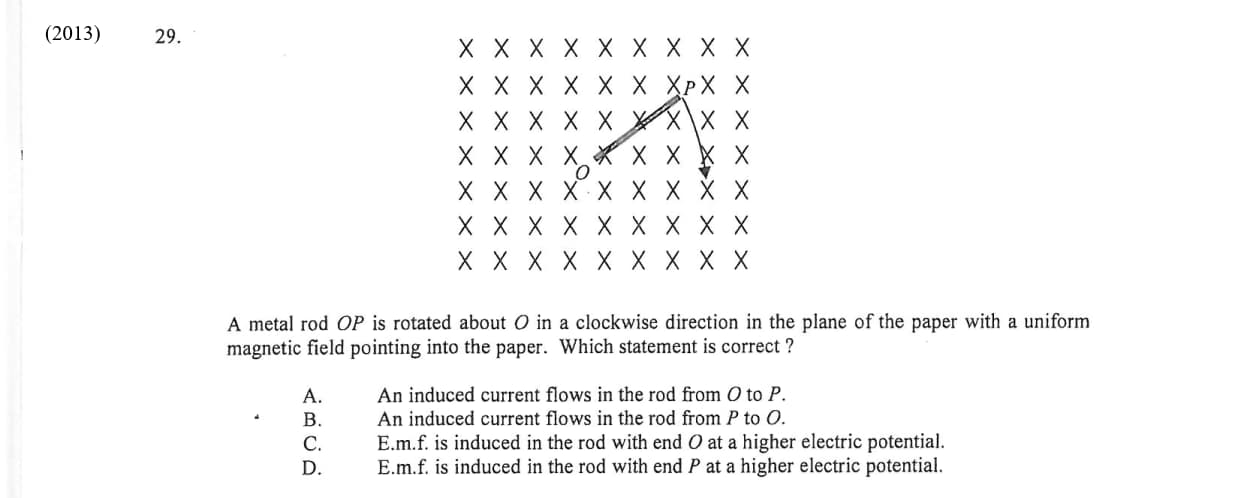 (2013) 29.
X X X X X X X X X
X X X X X X X P X X
X X X X X X X X X
X X X X X X X X X
O
X X X X X X X X X
X X X X X X X X X
X X X X X X X X X
A metal rod OP is rotated about O in a clockwise direction in the plane of the paper with a uniform
magnetic field pointing into the paper. Which statement is correct ?
A. An induced current flows in the rod from O to P.
B. An induced current flows in the rod from P to O.
C. E.m.f. is induced in the rod with end O at a higher electric potential.
D. E.m.f. is induced in the rod with end P at a higher electric potential.